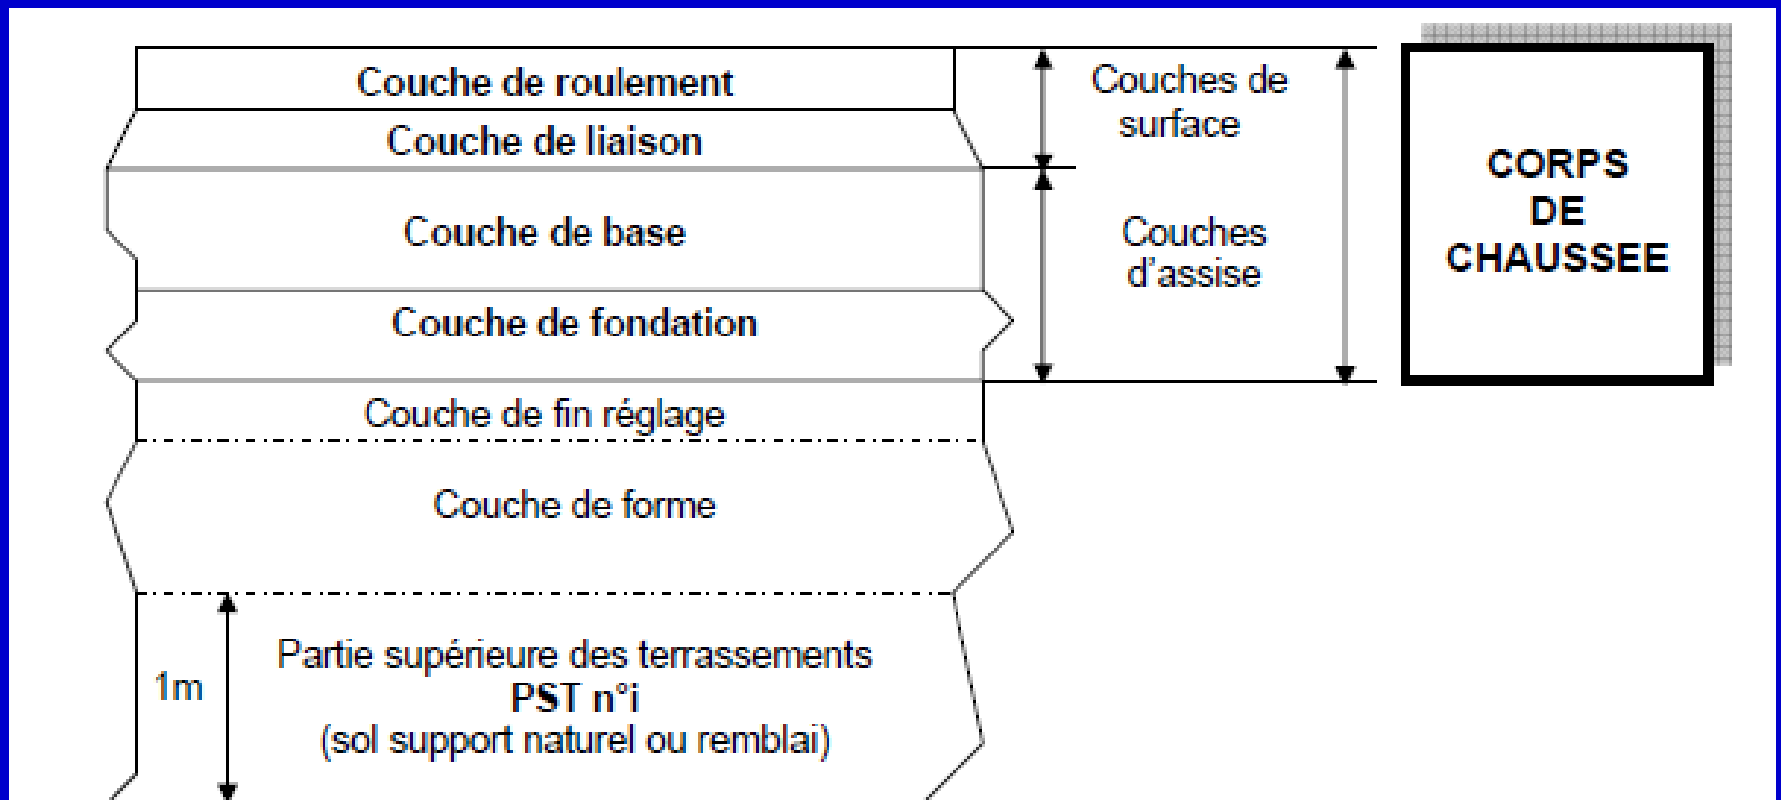 Couche de roulement
Couche de liaison
Couche de base
Couche de fondation
Couche de fin réglage
Couche de forme
1m
Partie supérieure des terrassements
PST n°i
(sol support naturel ou remblai)
Couches de
surface
Couches
d'assise
CORPS
DE
CHAUSSEE